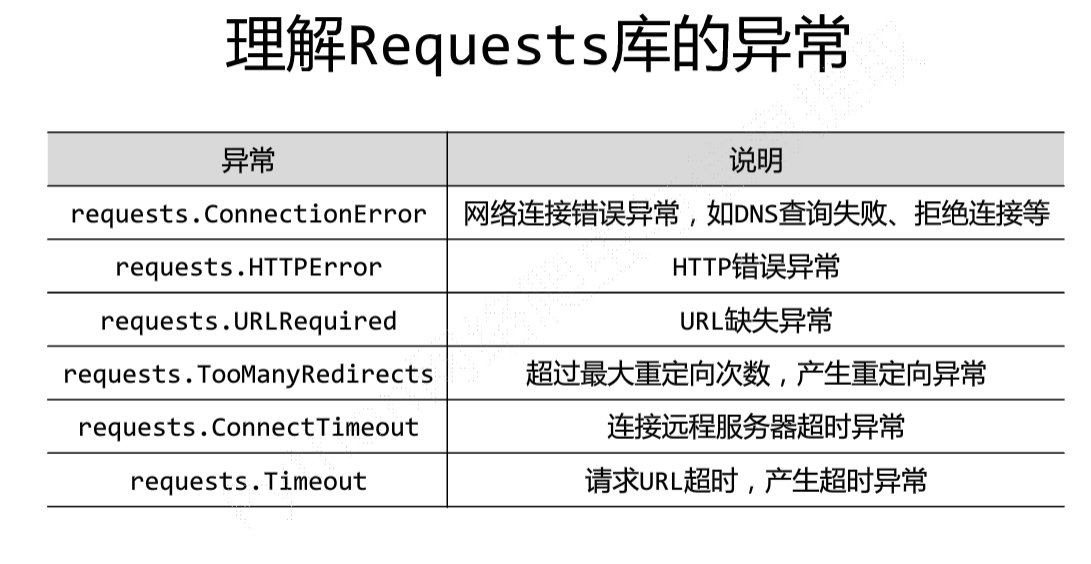 理解Requests库的异常
异常 说明
requests.ConnectionError 网络连接错误异常，如DNS查询失败、拒绝连接等
requests.HTTPError HTTP错误异常
requests.URLRequired URL缺失异常
requests.TooManyRedirects 超过最大重定向次数，产生重定向异常
requests.ConnectTimeout 连接远程服务器超时异常
requests.Timeout 请求URL超时，产生超时异常